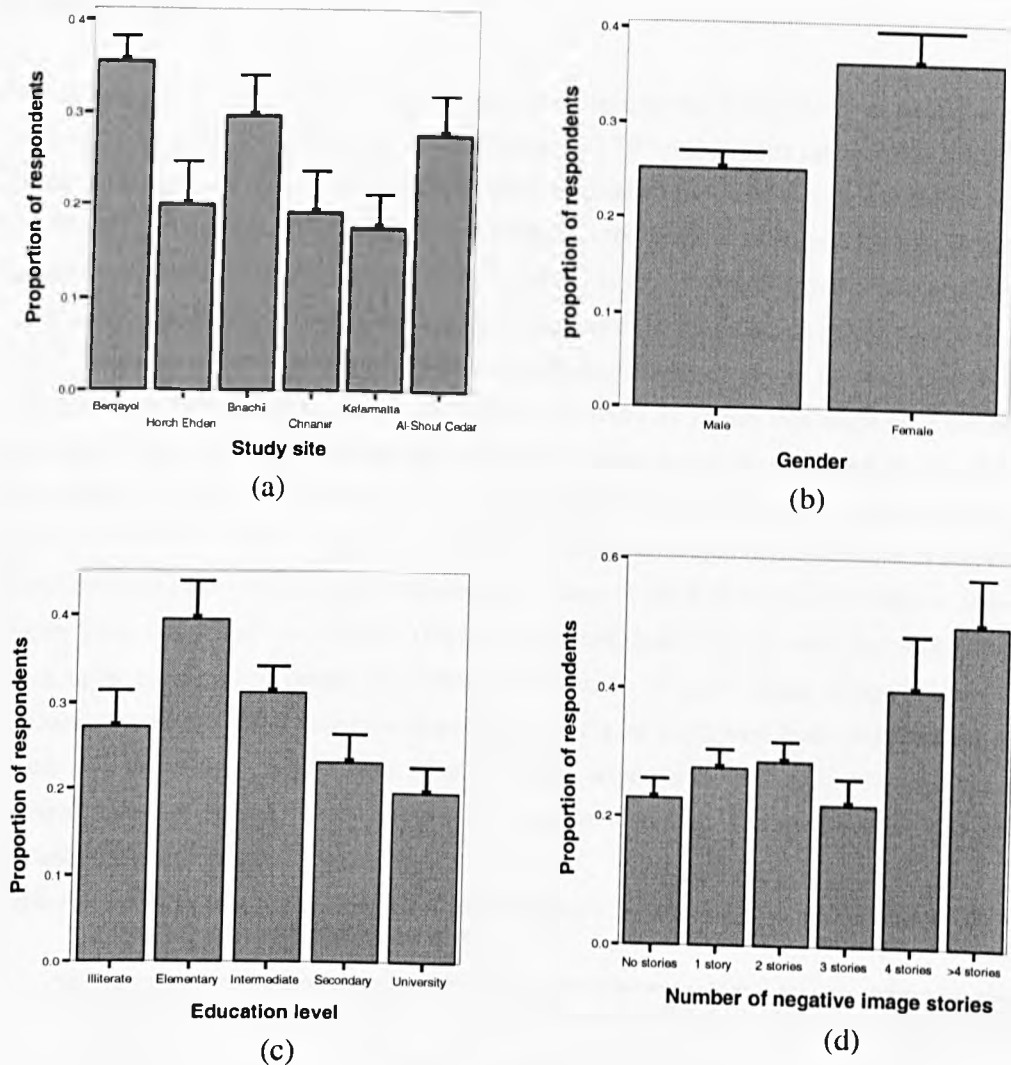 Proportion of respondents
0.4
0.3
0.2
0.1
0.0
Berqayol
Horch Ehden
Bnachii
Chnaniir
Kafarmatta
Al-Shouf Cedar
Study site
(a)
proportion of respondents
0.4
0.3
0.2
0.1
0.0
Male
Female
Gender
(b)
Proportion of respondents
0.4
0.3
0.2
0.1
0.0
Illiterate
Elementary
Intermediate
Secondary
University
Education level
(c)
Proportion of respondents
0.6
0.4
0.2
0.0
No stories
1 story
2 stories
3 stories
4 stories
>4 stories
Number of negative image stories
(d)